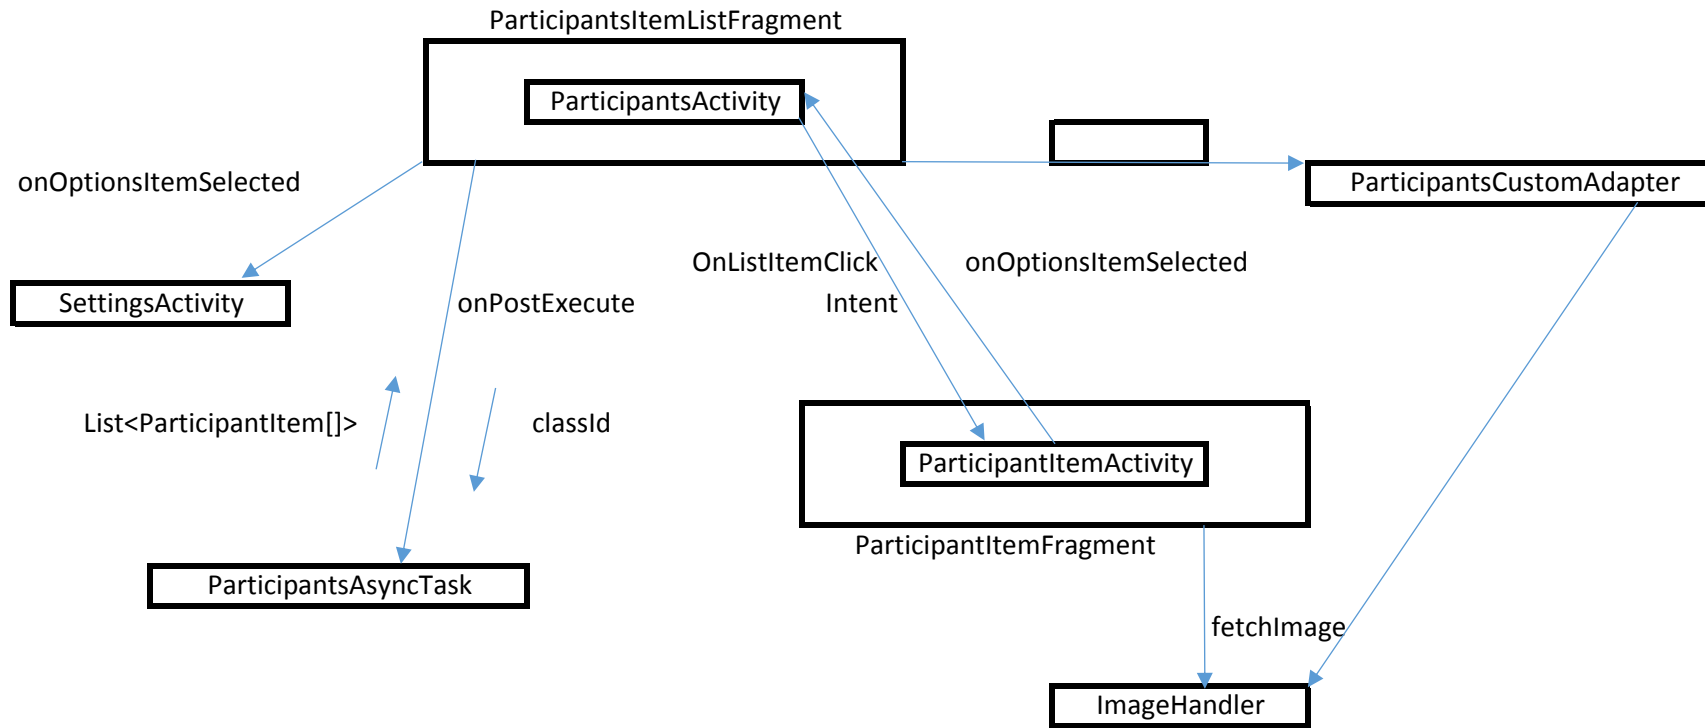 ParticipantsItemListFragment
ParticipantsActivity
onOptionsItemSelected
ParticipantsCustomAdapter
OnListItemClick
Intent
onOptionsItemSelected
SettingsActivity
onPostExecute
List<ParticipantItem[]>
classId
ParticipantItemActivity
ParticipantItemFragment
ParticipantsAsyncTask
fetchImage
ImageHandler